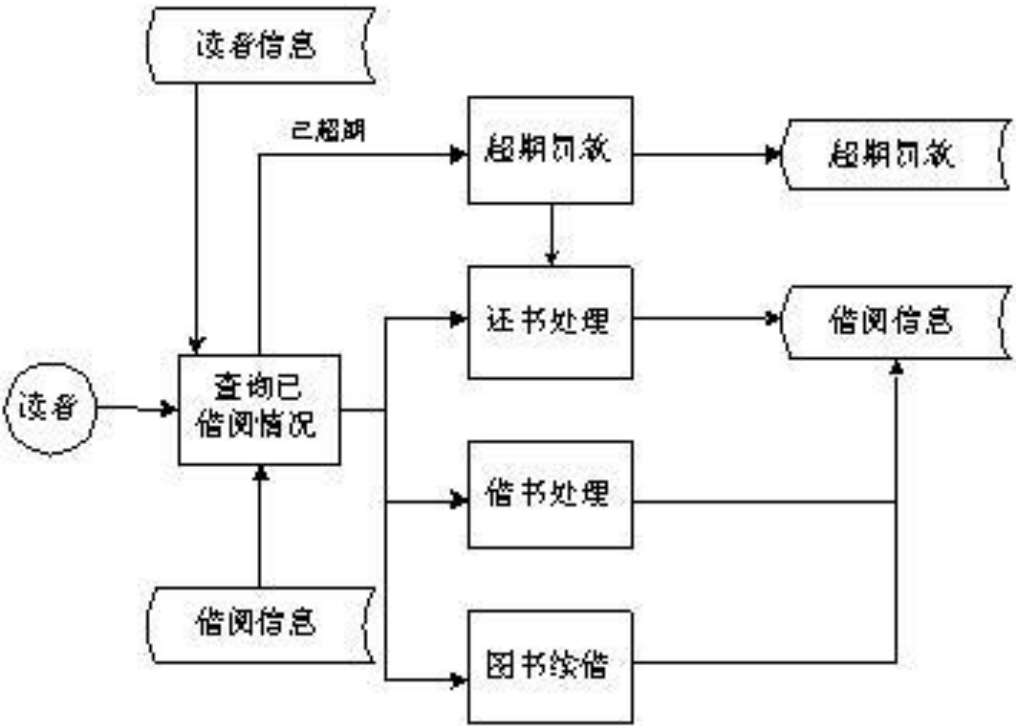 读者信息
已超期
超期罚款
超期罚款
还书处理
借阅信息
读者
查询已
借阅情况
借书处理
借阅信息
图书续借